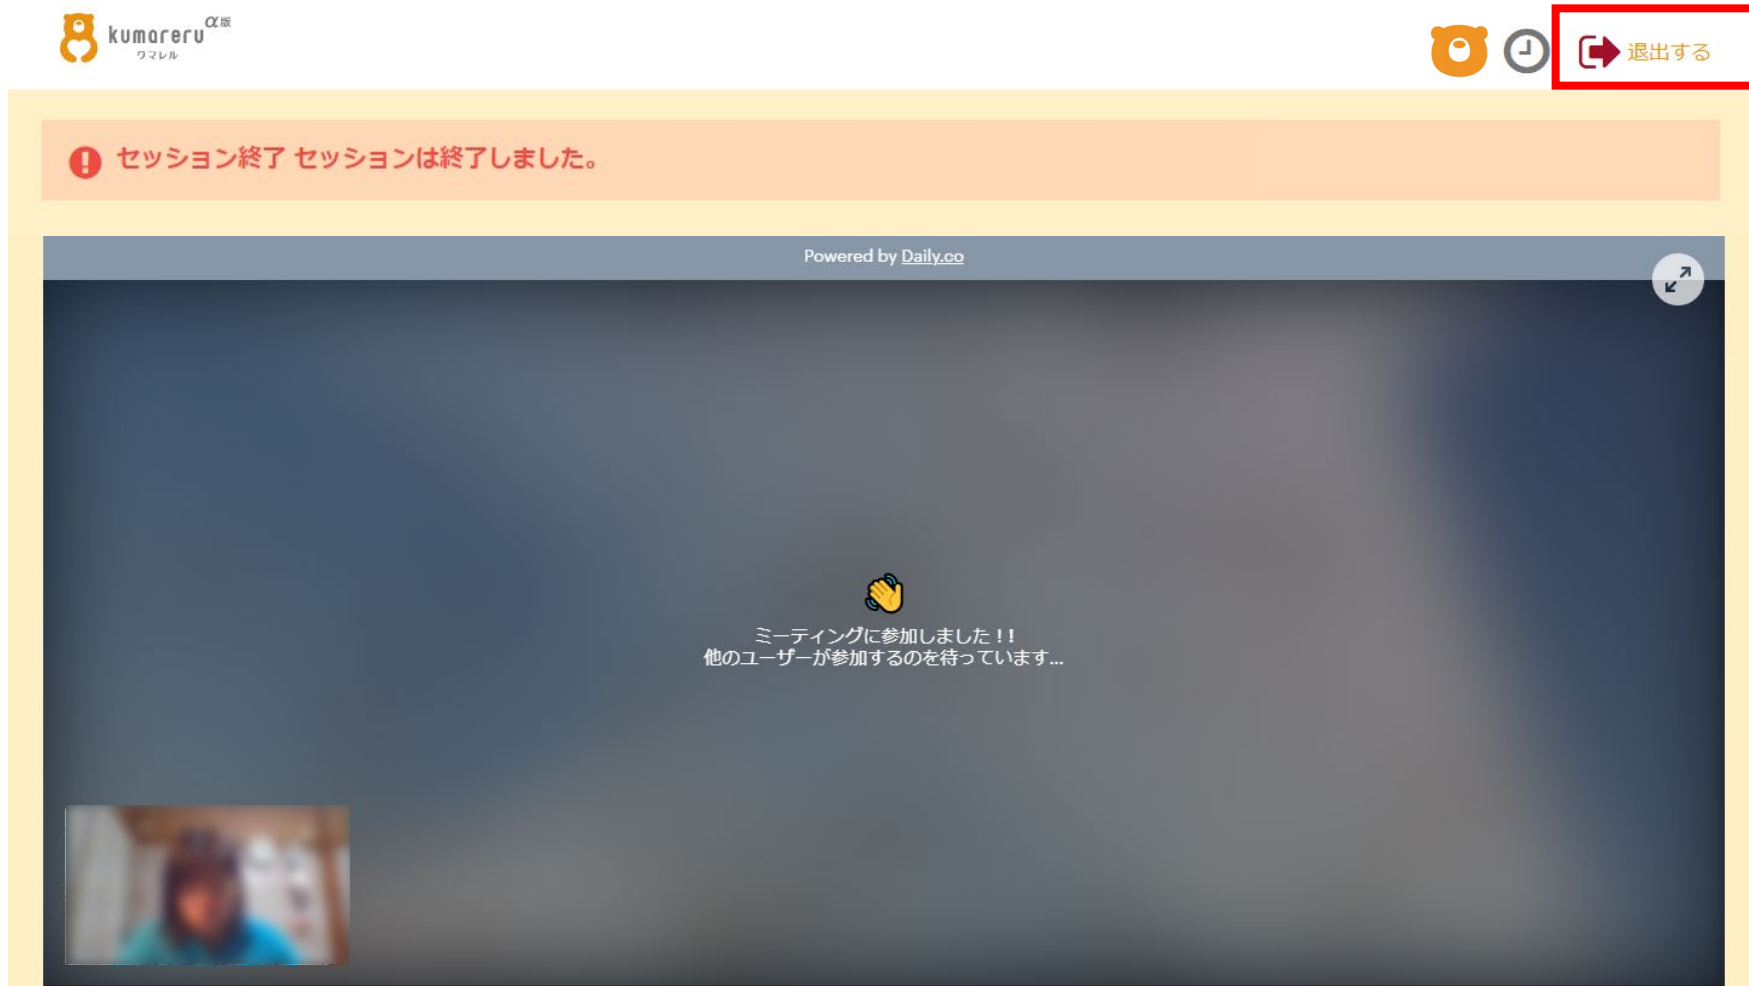 kumareru α版
クマレル
退出する
セッション終了 セッションは終了しました。
Powered by Daily.co
ミーティングに参加しました！！
他のユーザーが参加するのを待っています...